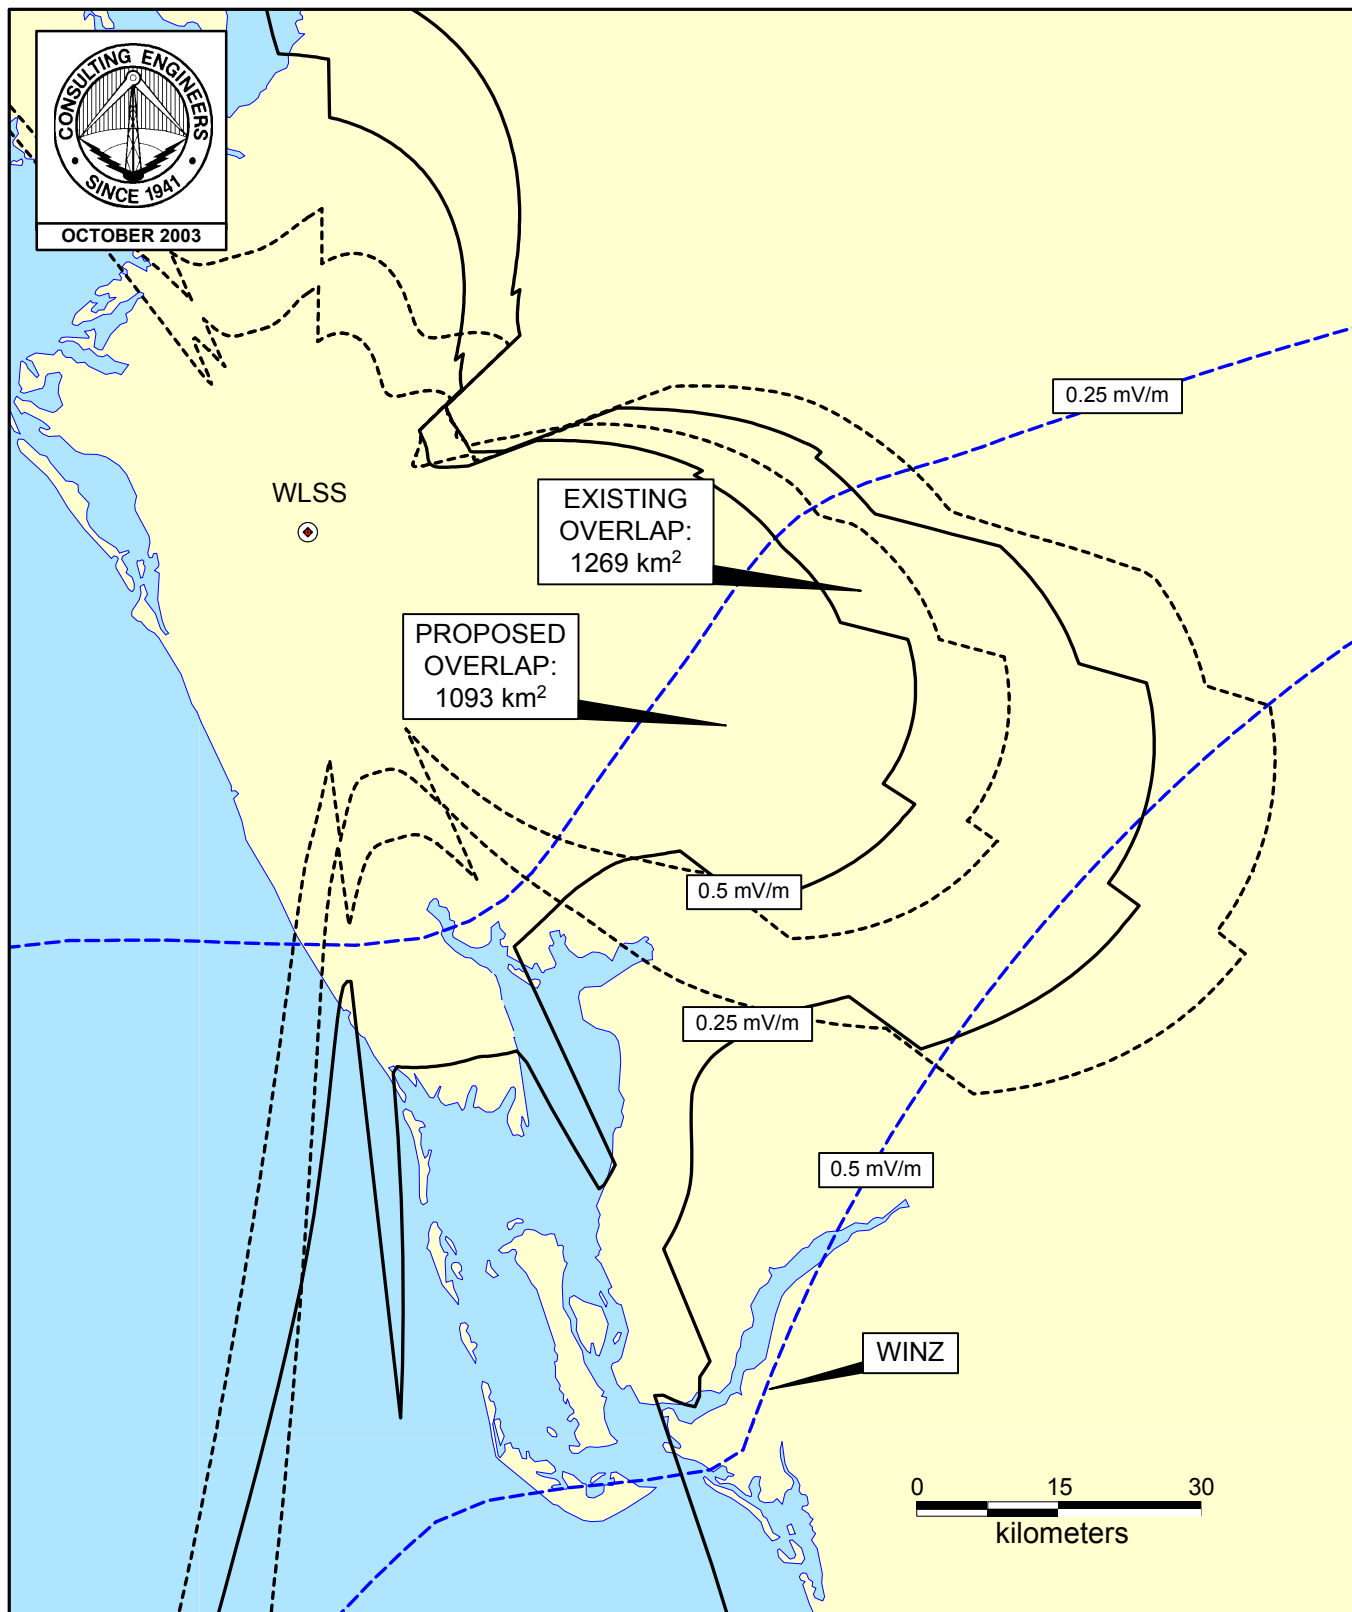 CONSULTING ENGINEERS
SINCE 1941
OCTOBER 2003
0.25 mV/m
WLSS
EXISTING
OVERLAP:
1269 km²
PROPOSED
OVERLAP:
1093 km²
0.5 mV/m
0.25 mV/m
0.5 mV/m
WINZ
0 15 30
kilometers